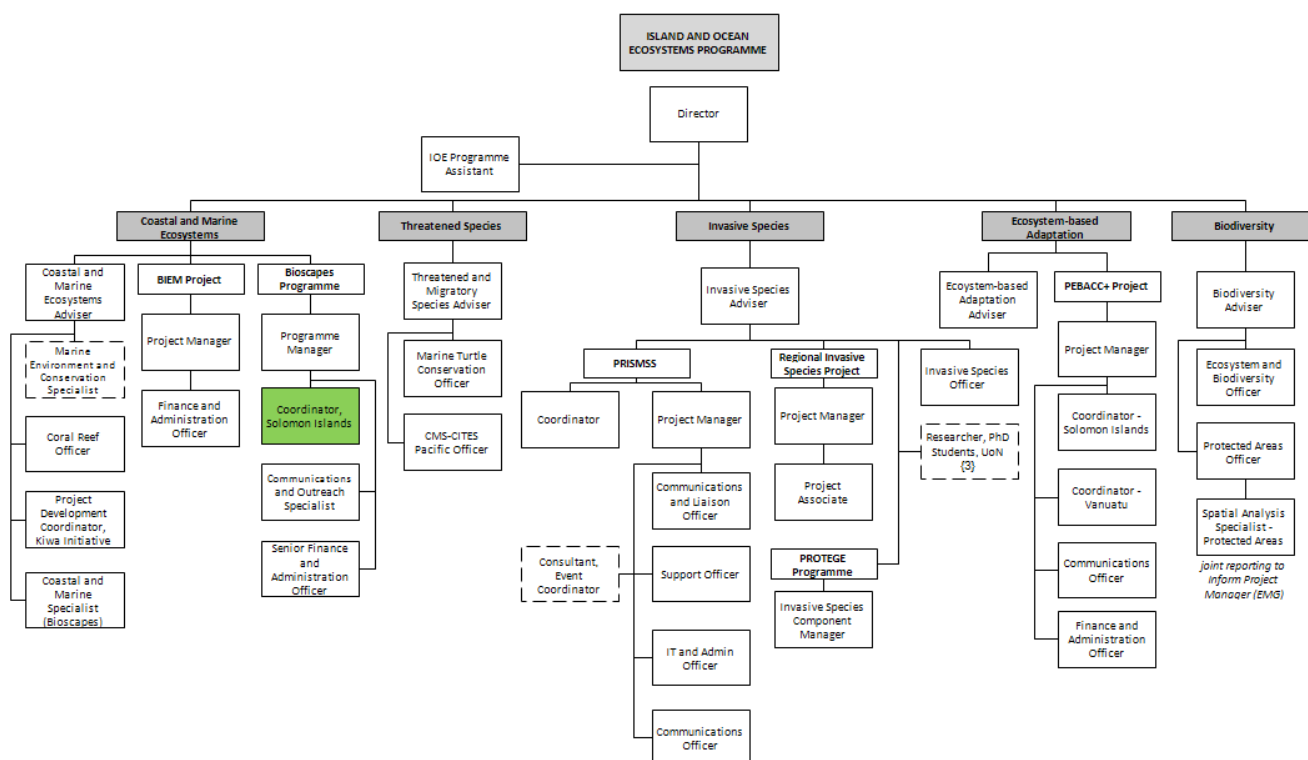 ISLAND AND OCEAN
ECOSYSTEMS PROGRAMME
Director
IOE Programme
Assistant
Coastal and Marine
Ecosystems
Threatened Species
Invasive Species
Ecosystem-based
Adaptation
Biodiversity
Coastal and
Marine
Ecosystems
Adviser
BIEM Project
Bioscapes
Programme
Threatened and
Migratory
Species Adviser
Invasive Species
Adviser
Ecoystem-based
Adaptation
Adviser
PEBACC+ Project
Biodiversity
Adviser
Marine
Environment and
Conservation
Specialist
Project Manager
Programme
Manager
Marine Turtle
Conservation
Officer
PRISMSS
Regional Invasive
Species Project
Invasive Species
Officer
Project Manager
Ecosystem and
Biodiversity
Officer
Coral Reef
Officer
Finance and
Administration
Officer
Coordinator,
Solomon Islands
CMS-CITES
Pacific Officer
Coordinator
Project Manager
Project Manager
Researcher, PhD
Students, UoN
{3}
Coordinator -
Solomon Islands
Protected Areas
Officer
Project
Development
Coordinator,
Kiwa Initiative
Communications
and Outreach
Specialist
Communications
and Liaison
Officer
Project
Associate
Coordinator -
Vanuatu
Spatial Analysis
Specialist -
Protected Areas
joint reporting to
Inform Project
Manager (EMG)
Coastal and
Marine
Specialist
(Bioscapes)
Senior Finance
and
Administration
Officer
Consultant,
Event
Coordinator
Support Officer
PROTEGE
Programme
Invasive Species
Component
Manager
Communications
Officer
Finance and
Administration
Officer
IT and Admin
Officer
Communications
Officer